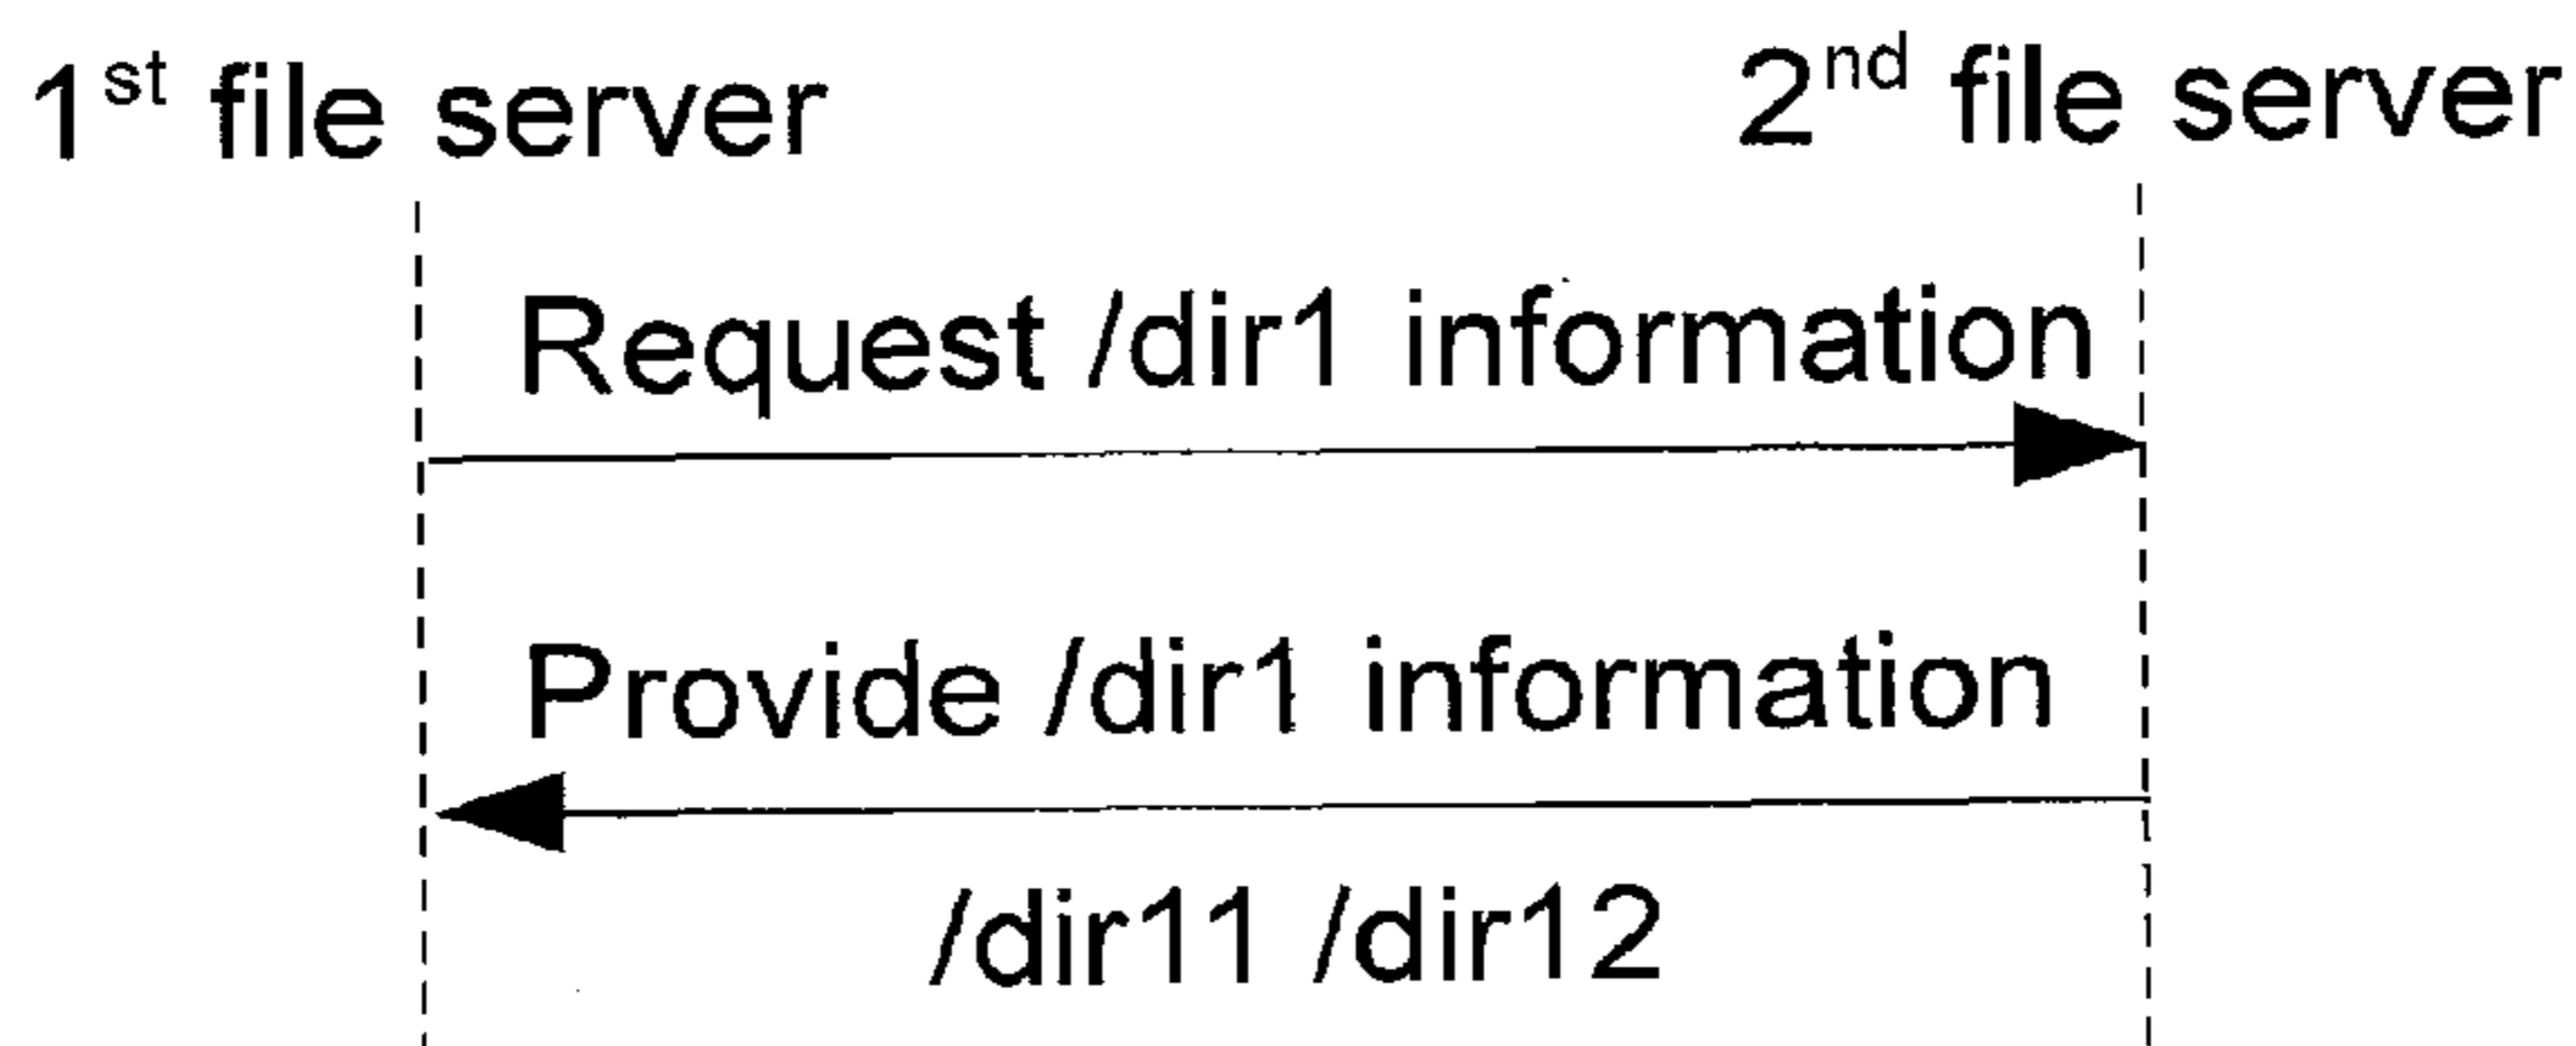 1st file server 2nd file server
Request /dir1 information
Provide /dir1 information
/dir11 /dir12